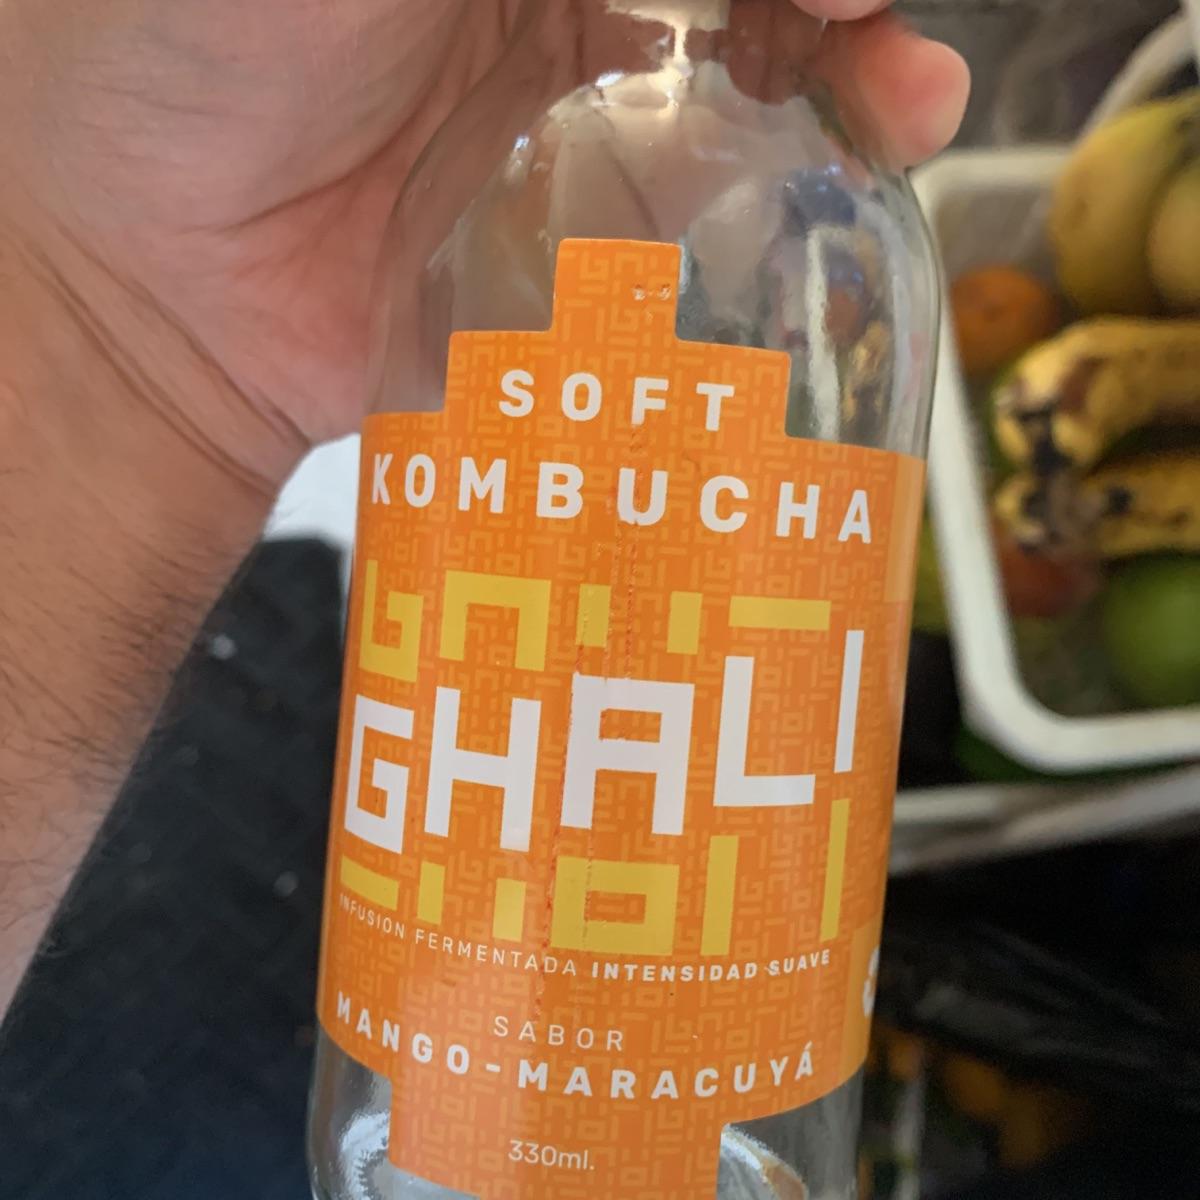 SOFT
KOMBUCHA
GHALI
INFUSION FERMENTADA INTENSIDAD SUAVE
SABOR
MANGO-MARACUYÁ
330ml.